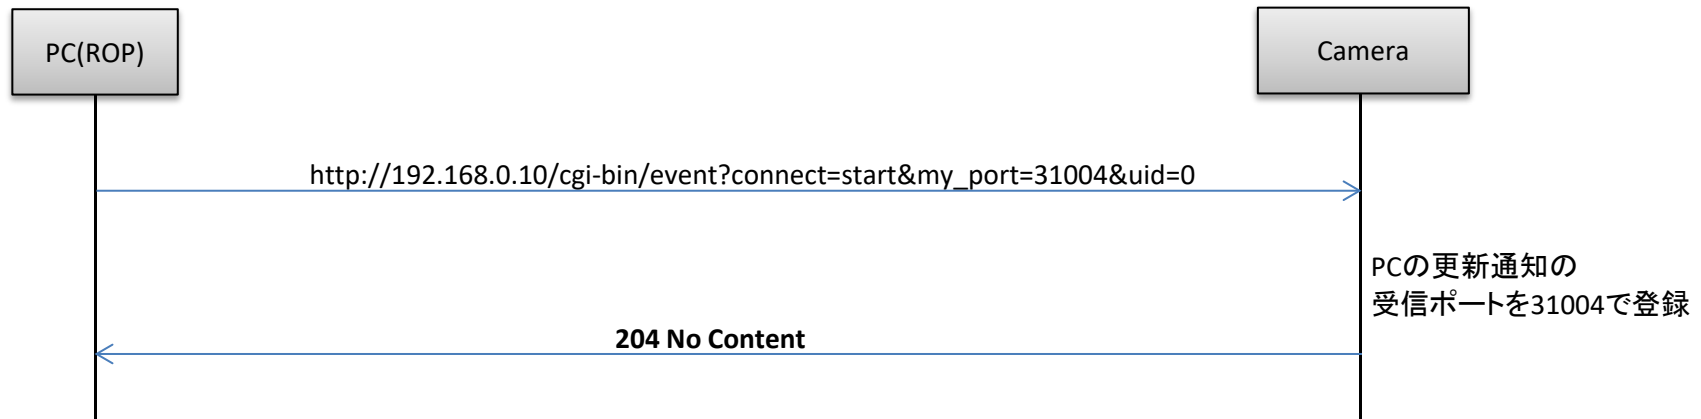 PC(ROP)
Camera
http://192.168.0.10/cgi-bin/event?connect=start&my_port=31004&uid=0
PCの更新通知の
受信ポートを31004で登録
204 No Content